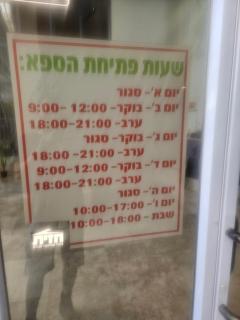 שעות פתיחת הספא:
יום א'- סגור
יום ב'- בוקר- 9:00-12:00
ערב- 18:00-21:00
יום ג'- בוקר- סגור
ערב- 18:00-21:00
יום ד'- בוקר- 9:00-12:00
ערב- 18:00-21:00
יום ה'- סגור
יום ו'- 10:00-17:00
שבת - 10:00-16:00